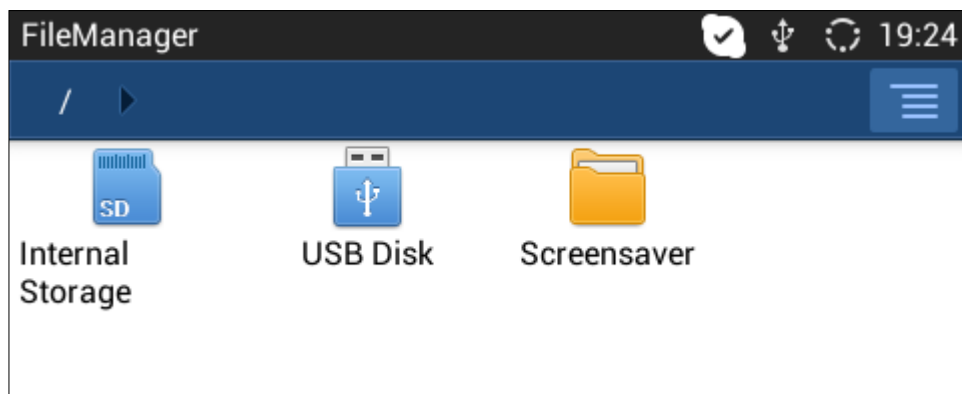 FileManager 19:24
/
SD
Internal
Storage
USB Disk
Screensaver